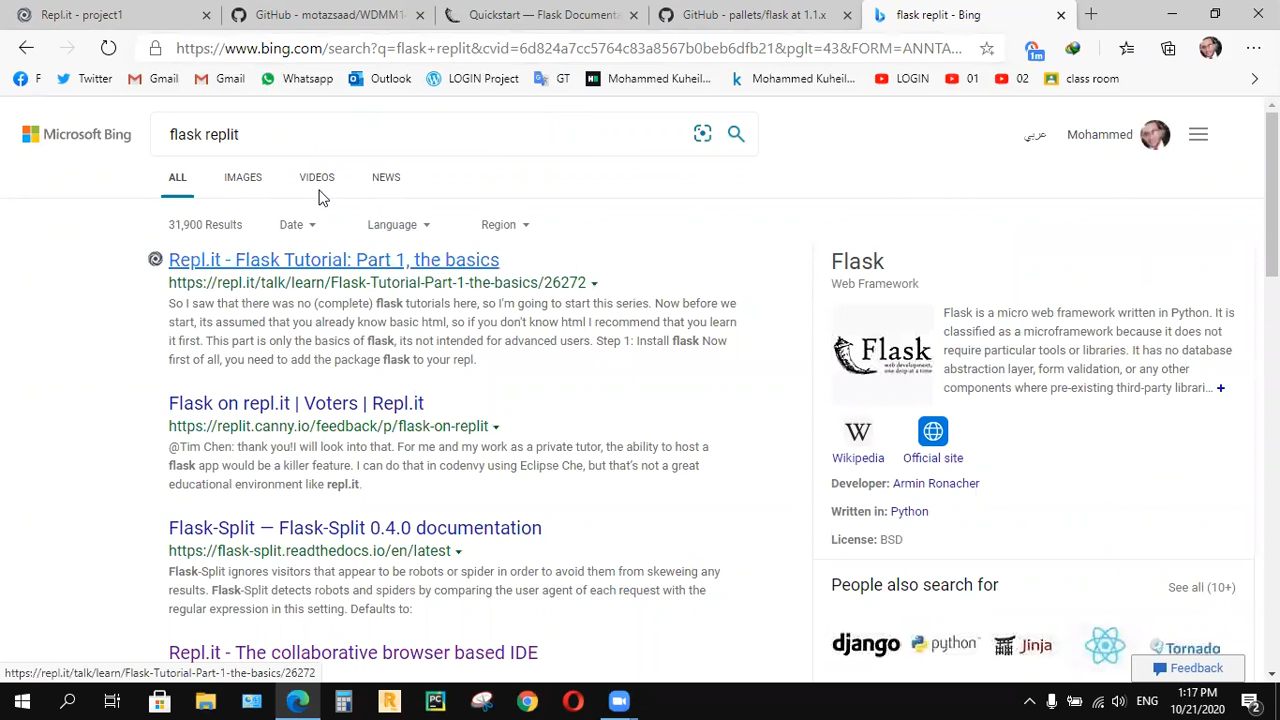 Repl.it - project1
GitHub - motazsaad/WDMM1
Quickstart — Flask Documenta
GitHub - pallets/flask at 1.1.x
flask replit - Bing
https://www.bing.com/search?q=flask+replit&cvid=6d824a7cc5764c83a8567b0beb6dfb21&pglt=43&FORM=ANNTA...
1m
F
Twitter
Gmail
Gmail
Whatsapp
Outlook
LOGIN Project
GT
Mohammed Kuheil...
Mohammed Kuheil...
LOGIN
01
02
class room
Microsoft Bing
flask replit
عربي
Mohammed
ALL
IMAGES
VIDEOS
NEWS
31,900 Results
Date
Language
Region
Repl.it - Flask Tutorial: Part 1, the basics
https://repl.it/talk/learn/Flask-Tutorial-Part-1-the-basics/26272
So I saw that there was no (complete) flask tutorials here, so I'm going to start this series. Now before we
start, its assumed that you already know basic html, so if you don't know html I recommend that you learn
it first. This part is only the basics of flask, its not intended for advanced users. Step 1: Install flask Now
first of all, you need to add the package flask to your repl.
Flask on repl.it | Voters | Repl.it
https://replit.canny.io/feedback/p/flask-on-replit
@Tim Chen: thank you!I will look into that. For me and my work as a private tutor, the ability to host a
flask app would be a killer feature. I can do that in codenvy using Eclipse Che, but that's not a great
educational environment like repl.it.
Flask-Split — Flask-Split 0.4.0 documentation
https://flask-split.readthedocs.io/en/latest
Flask-Split ignores visitors that appear to be robots or spider in order to avoid them from skeweing any
results. Flask-Split detects robots and spiders by comparing the user agent of each request with the
regular expression in this setting. Defaults to:
Repl.it - The collaborative browser based IDE
Flask
Web Framework
Flask
web development,
one drop at a time
Flask is a micro web framework written in Python. It is
classified as a microframework because it does not
require particular tools or libraries. It has no database
abstraction layer, form validation, or any other
components where pre-existing third-party librari... +
W
Wikipedia
Official site
Developer: Armin Ronacher
Written in: Python
License: BSD
People also search for
See all (10+)
django
python
Jinja
Tornado
Feedback
https://repl.it/talk/learn/Flask-Tutorial-Part-1-the-basics/26272
ENG
1:17 PM
10/21/2020
2